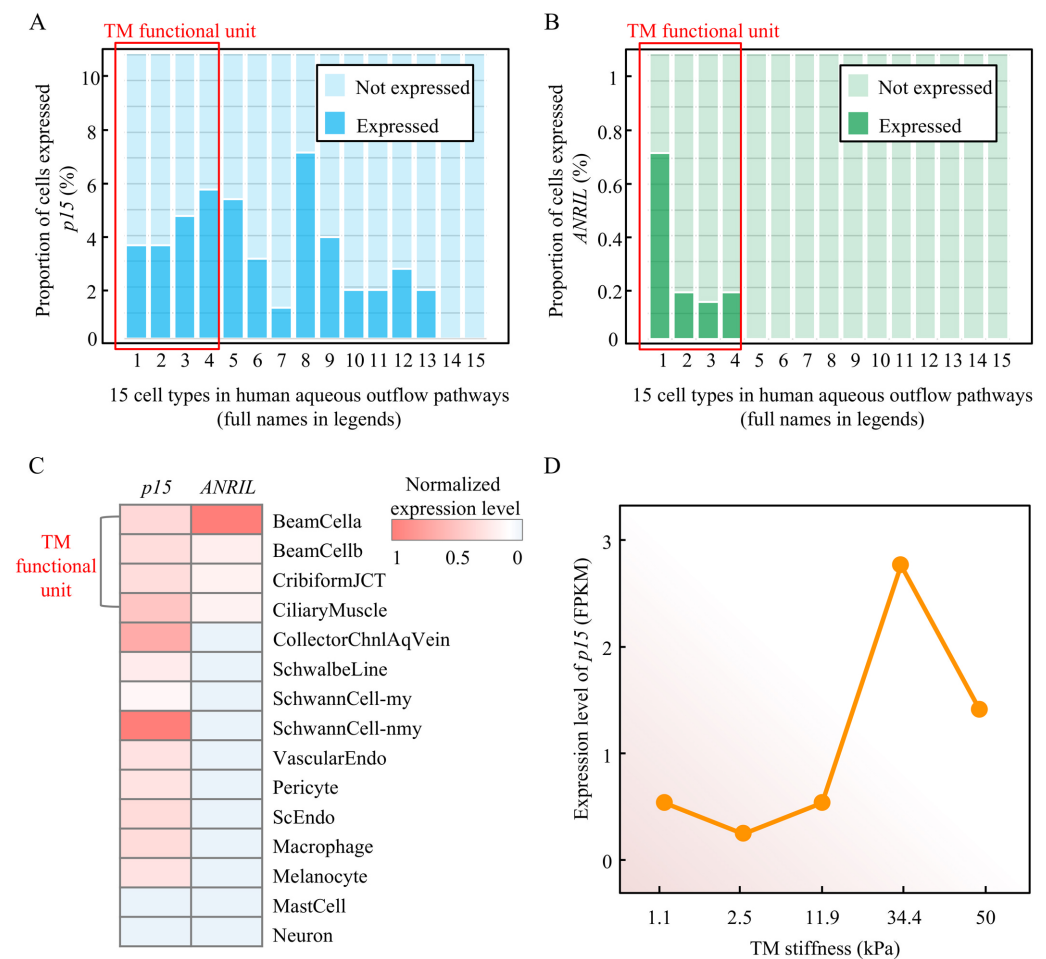 A
TM functional unit
Proportion of cells expressed
p15 (%)
10
8
6
4
2
0
Not expressed
Expressed
1 2 3 4 5 6 7 8 9 10 11 12 13 14 15
15 cell types in human aqueous outflow pathways
(full names in legends)
B
TM functional unit
Proportion of cells expressed
ANRIL (%)
1
0.8
0.6
0.4
0.2
0
Not expressed
Expressed
1 2 3 4 5 6 7 8 9 10 11 12 13 14 15
15 cell types in human aqueous outflow pathways
(full names in legends)
C
p15 ANRIL
Normalized
expression level
1 0.5 0
TM
functional
unit
BeamCella
BeamCellb
CribiformJCT
CiliaryMuscle
CollectorChnlAqVein
SchwalbeLine
SchwannCell-my
SchwannCell-nmy
VascularEndo
Pericyte
ScEndo
Macrophage
Melanocyte
MastCell
Neuron
D
Expression level of p15 (FPKM)
3
2
1
0
1.1 2.5 11.9 34.4 50
TM stiffness (kPa)